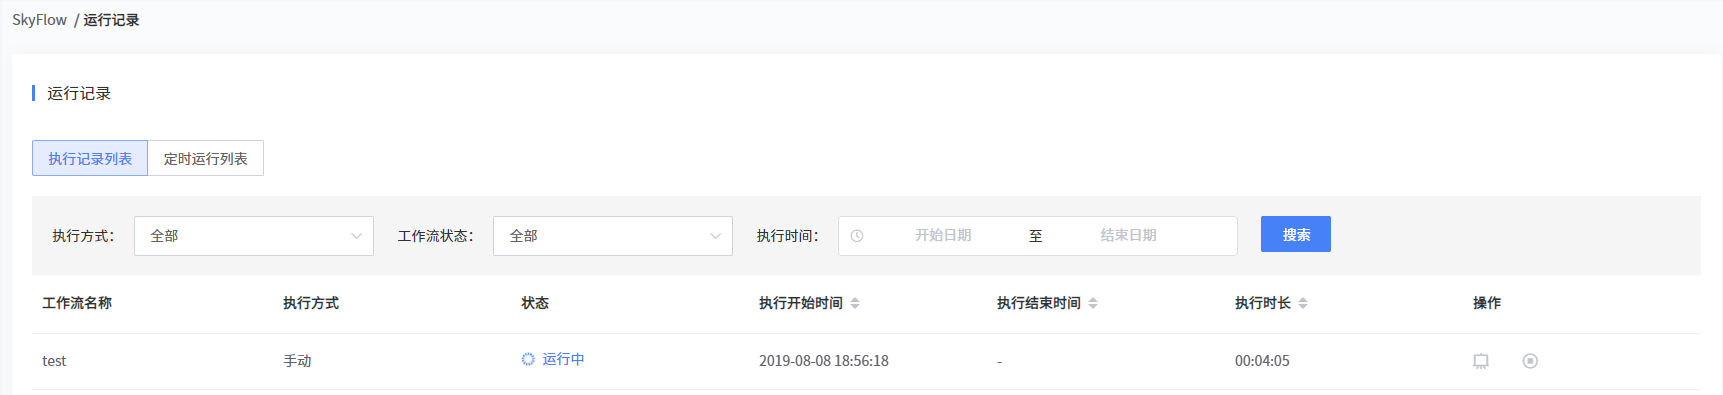 SkyFlow / 运行记录
运行记录
执行记录列表 定时运行列表
执行方式： 全部 工作流状态： 全部 执行时间： 开始日期 至 结束日期 搜索
工作流名称 执行方式 状态 执行开始时间 执行结束时间 执行时长 操作
test 手动 运行中 2019-08-08 18:56:18 - 00:04:05